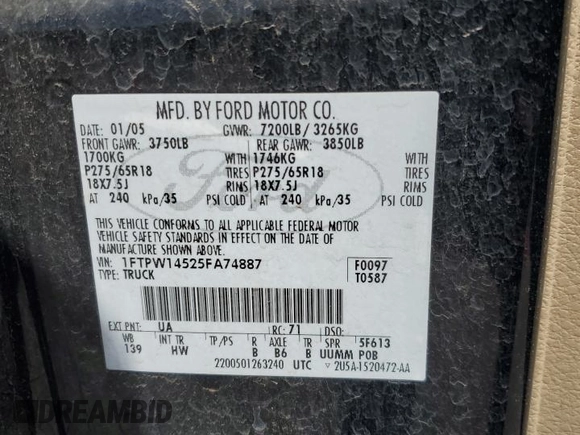 MFD. BY FORD MOTOR CO.
DATE: 01/05 GVWR: 7200LB/ 3265KG
FRONT GAWR: 3750LB REAR GAWR: 3850LB
1700KG WITH 1746KG WITH
P275/65R18 TIRES P275/65R18 TIRES
18X7.5J RIMS 18X7.5J RIMS
AT 240 kPa/35 PSI COLD AT 240 kPa/35 PSI COLD
THIS VEHICLE CONFORMS TO ALL APPLICABLE FEDERAL MOTOR
VEHICLE SAFETY STANDARDS IN EFFECT ON THE DATE OF
MANUFACTURE SHOWN ABOVE.
VIN: 1FTPW14525FA74887 F0097
TYPE: TRUCK T0587
Ford
EXT PNT: UA RC: 71 DSO:
WB INT TR TP/PS R AXLE TR SPR 5F613
139 HW B B6 B UUMM POB
2200501263240 UTC ▽ 2U5A-1520472-AA
IDREAMBID